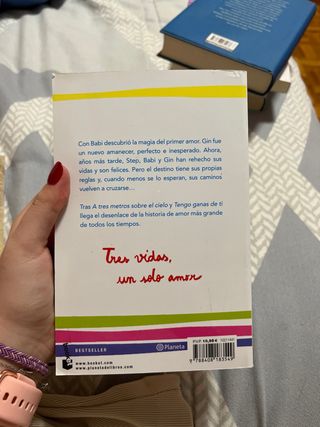 Con Babi descubrió la magia del primer amor. Gin fue
un nuevo amanecer, perfecto e inesperado. Ahora,
años más tarde, Step, Babi y Gin han rehecho sus
vidas y son felices. Pero el destino tiene sus propias
reglas y, cuando menos se lo esperan, sus caminos
vuelven a cruzarse…
Tras A tres metros sobre el cielo y Tengo ganas de ti
llega el desenlace de la historia de amor más grande
de todos los tiempos.
Tres vidas,
un solo amor
BESTSELLER
Planeta
www.booket.com
www.planetadelibros.com
PVP 10,95 €
9 788408 185549